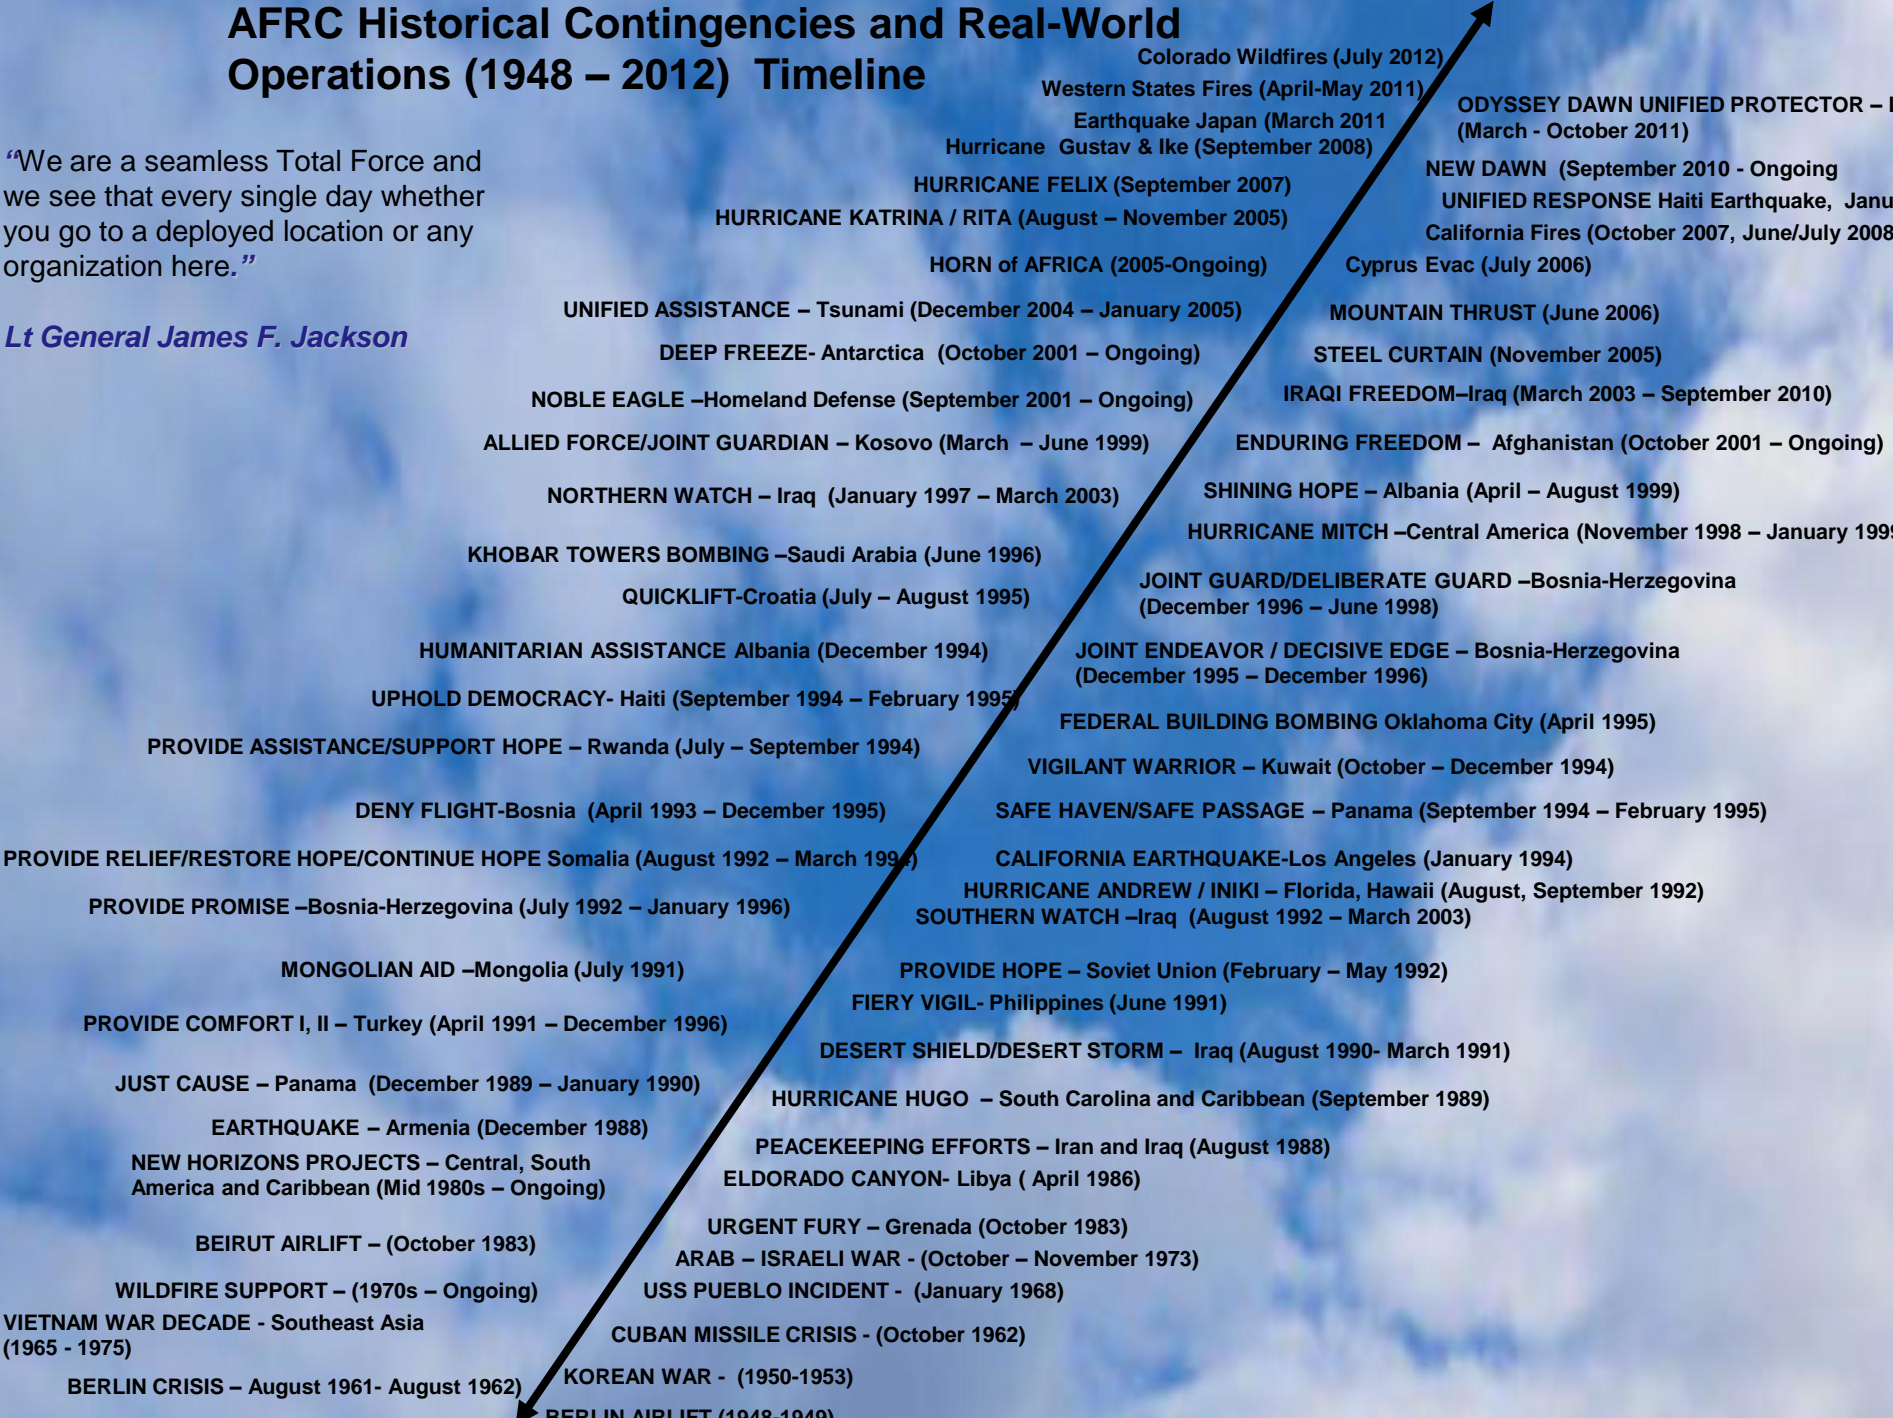 AFRC Historical Contingencies and Real-World
Operations (1948 – 2012)  Timeline
“We are a seamless Total Force and
we see that every single day whether
you go to a deployed location or any
organization here.”
Lt General James F. Jackson
Colorado Wildfires (July 2012)
Western States Fires (April-May 2011)
Earthquake Japan (March 2011
Hurricane  Gustav & Ike (September 2008)
HURRICANE FELIX (September 2007)
HURRICANE KATRINA / RITA (August – November 2005)
HORN of AFRICA (2005-Ongoing)
UNIFIED ASSISTANCE – Tsunami (December 2004 – January 2005)
DEEP FREEZE- Antarctica  (October 2001 – Ongoing)
NOBLE EAGLE –Homeland Defense (September 2001 – Ongoing)
ALLIED FORCE/JOINT GUARDIAN – Kosovo (March  – June 1999)
NORTHERN WATCH – Iraq  (January 1997 – March 2003)
KHOBAR TOWERS BOMBING –Saudi Arabia (June 1996)
QUICKLIFT-Croatia (July – August 1995)
HUMANITARIAN ASSISTANCE Albania (December 1994)
UPHOLD DEMOCRACY- Haiti (September 1994 – February 1995)
PROVIDE ASSISTANCE/SUPPORT HOPE – Rwanda (July – September 1994)
DENY FLIGHT-Bosnia  (April 1993 – December 1995)
PROVIDE RELIEF/RESTORE HOPE/CONTINUE HOPE Somalia (August 1992 – March 1994)
PROVIDE PROMISE –Bosnia-Herzegovina (July 1992 – January 1996)
MONGOLIAN AID –Mongolia (July 1991)
PROVIDE COMFORT I, II – Turkey (April 1991 – December 1996)
JUST CAUSE – Panama  (December 1989 – January 1990)
EARTHQUAKE – Armenia (December 1988)
NEW HORIZONS PROJECTS – Central, South
America and Caribbean (Mid 1980s – Ongoing)
BEIRUT AIRLIFT – (October 1983)
WILDFIRE SUPPORT – (1970s – Ongoing)
VIETNAM WAR DECADE - Southeast Asia
(1965 - 1975)
BERLIN CRISIS – August 1961- August 1962)
ODYSSEY DAWN UNIFIED PROTECTOR –
(March - October 2011)
NEW DAWN  (September 2010 - Ongoing
UNIFIED RESPONSE Haiti Earthquake,
California Fires (October 2007, June/July 2008
Cyprus Evac (July 2006)
MOUNTAIN THRUST (June 2006)
STEEL CURTAIN (November 2005)
IRAQI FREEDOM–Iraq (March 2003 – September 2010)
ENDURING FREEDOM –  Afghanistan (October 2001 – Ongoing)
SHINING HOPE – Albania (April – August 1999)
HURRICANE MITCH –Central America (November 1998 – January 1999
JOINT GUARD/DELIBERATE GUARD –Bosnia-Herzegovina
(December 1996 – June 1998)
JOINT ENDEAVOR / DECISIVE EDGE – Bosnia-Herzegovina
(December 1995 – December 1996)
FEDERAL BUILDING BOMBING Oklahoma City (April 1995)
VIGILANT WARRIOR – Kuwait (October – December 1994)
SAFE HAVEN/SAFE PASSAGE – Panama (September 1994 – February 1995)
CALIFORNIA EARTHQUAKE-Los Angeles (January 1994)
HURRICANE ANDREW / INIKI – Florida, Hawaii (August, September 1992)
SOUTHERN WATCH –Iraq  (August 1992 – March 2003)
PROVIDE HOPE – Soviet Union (February – May 1992)
FIERY VIGIL- Philippines (June 1991)
DESERT SHIELD/DESERT STORM –  Iraq (August 1990- March 1991)
HURRICANE HUGO  – South Carolina and Caribbean (September 1989)
PEACEKEEPING EFFORTS – Iran and Iraq (August 1988)
ELDORADO CANYON- Libya ( April 1986)
URGENT FURY – Grenada (October 1983)
ARAB – ISRAELI WAR - (October – November 1973)
USS PUEBLO INCIDENT -  (January 1968)
CUBAN MISSILE CRISIS - (October 1962)
KOREAN WAR -  (1950-1953)
BERLIN AIRLIFT (1948-1949)